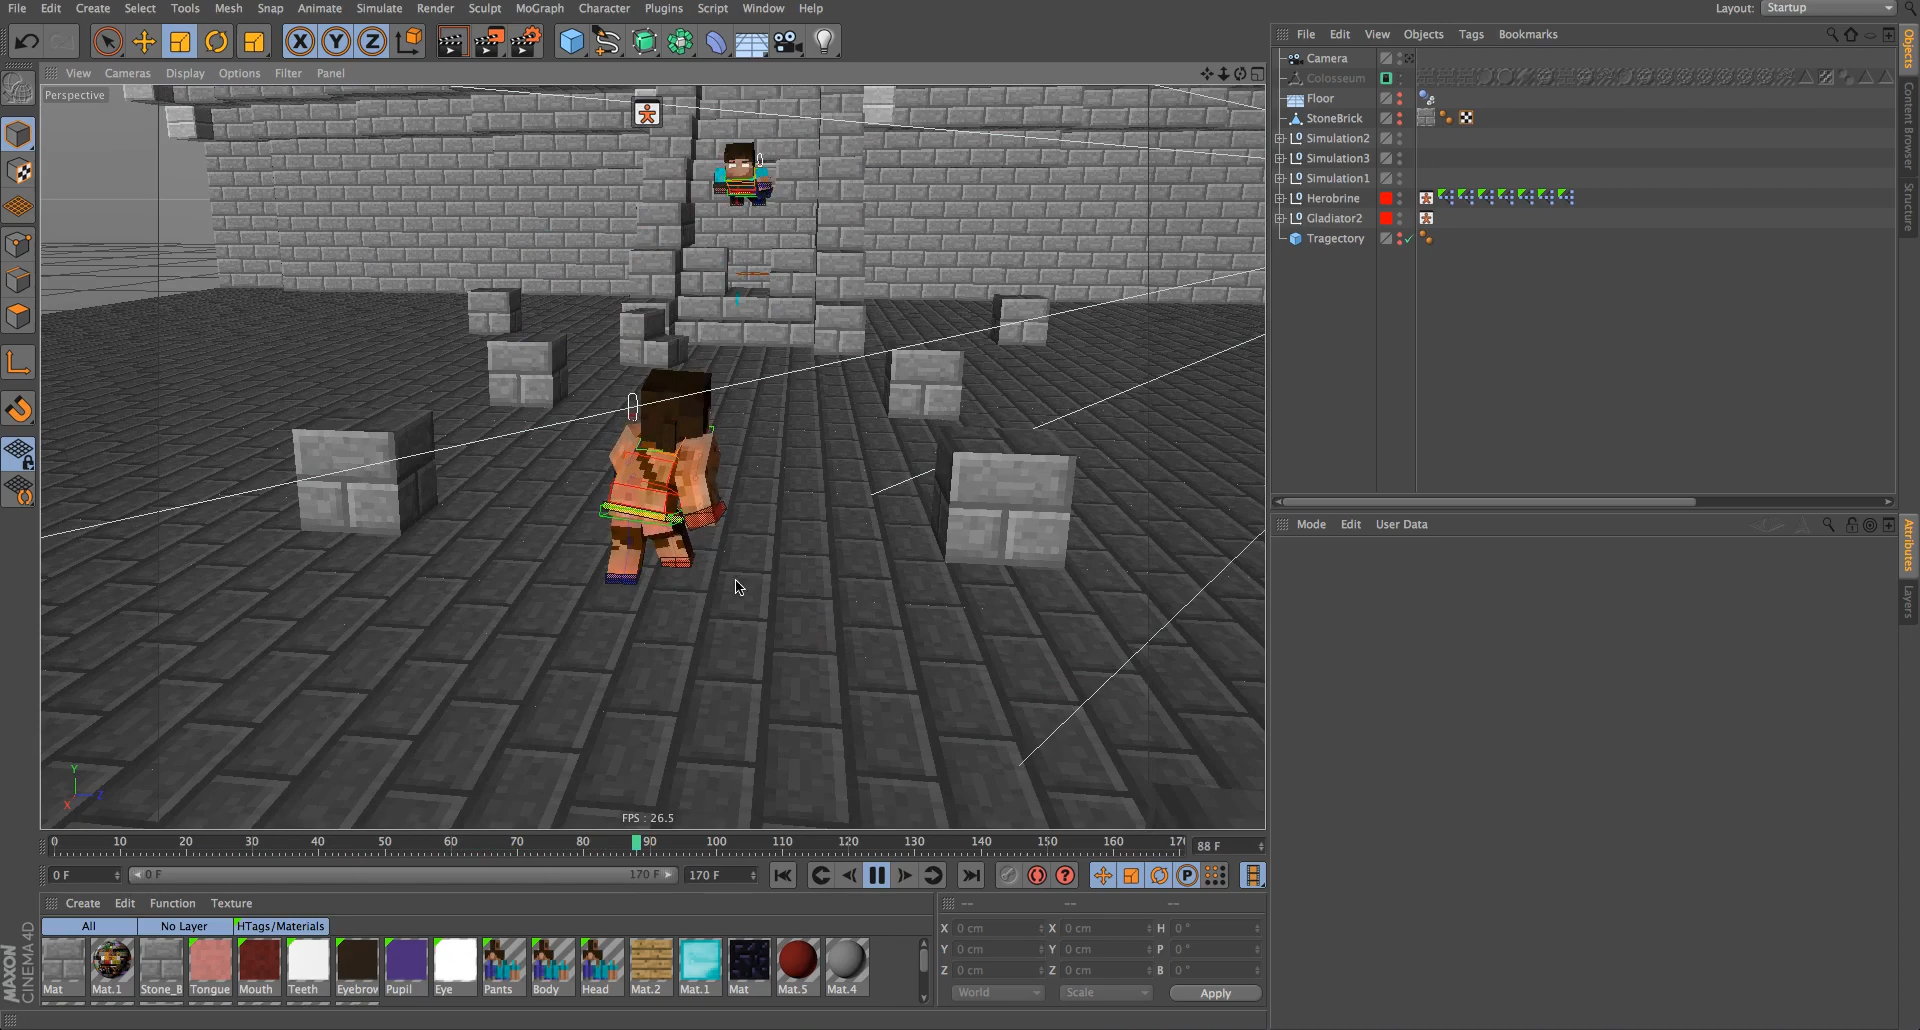 File Edit Create Select Tools Mesh Snap Animate Simulate Render Sculpt MoGraph Character Plugins Script Window Help
Layout: Startup
X Y Z
File Edit View Objects Tags Bookmarks
View Cameras Display Options Filter Panel
Perspective
Camera
Colosseum
Floor
StoneBrick
Simulation2
Simulation3
Simulation1
Herobrine
Gladiator2
Tragectory
Objects
Content Browser
Structure
Mode Edit User Data
Attributes
Layers
Y
X
Z
FPS : 26.5
0 10 20 30 40 50 60 70 80 90 100 110 120 130 140 150 160 17
88 F
0 F
0 F
170 F
170 F
P
Create Edit Function Texture
All No Layer HTags/Materials
Mat Mat.1 Stone_B Tongue Mouth Teeth Eyebrov Pupil Eye Pants Body Head Mat.2 Mat.1 Mat Mat.5 Mat.4
-- -- --
X 0 cm X 0 cm H 0 °
Y 0 cm Y 0 cm P 0 °
Z 0 cm Z 0 cm B 0 °
World Scale Apply
MAXON
CINEMA 4D